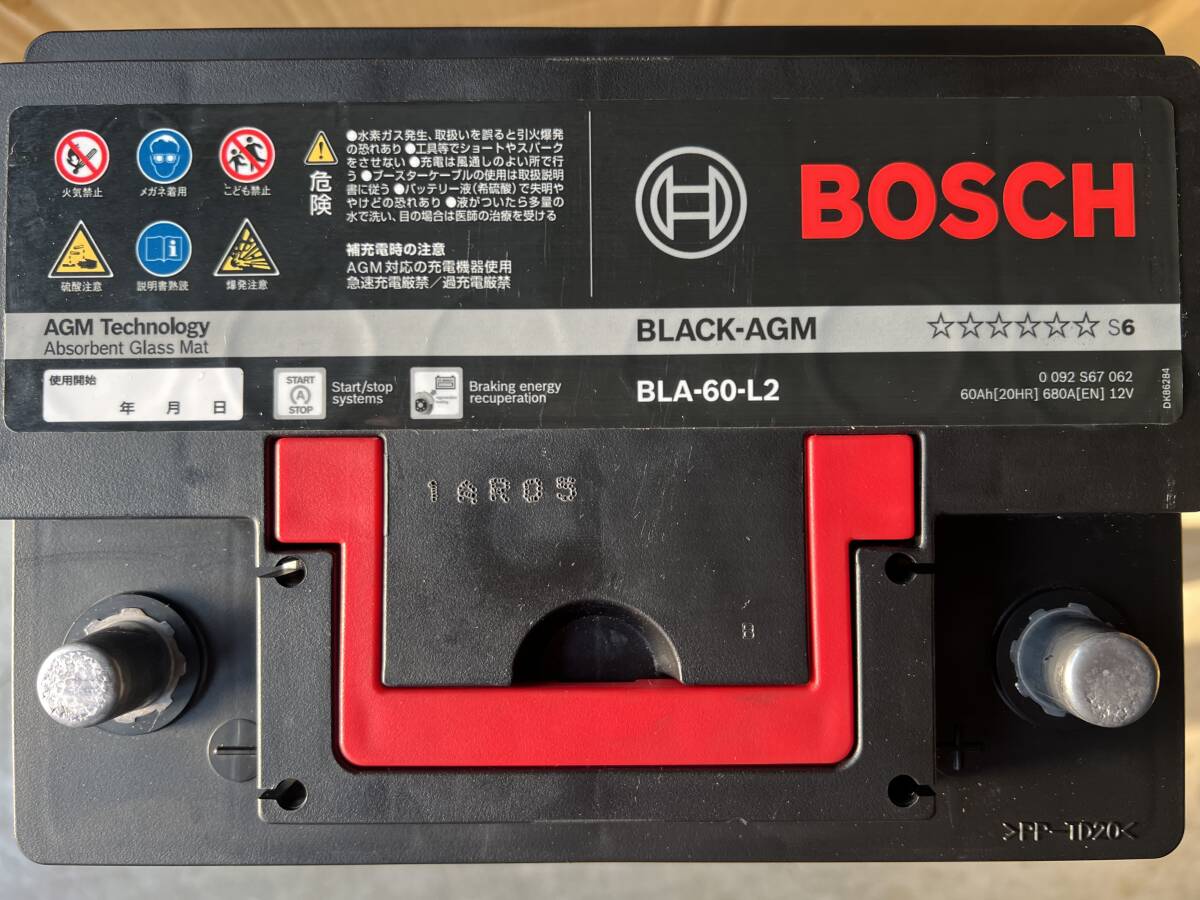 火気禁止
メガネ着用
こども禁止
硫酸注意
説明書熟読
爆発注意
危険
●水素ガス発生、取扱いを誤ると引火爆発
の恐れあり ●工具等でショートやスパーク
をさせない ●充電は風通しのよい所で行
う ●ブースターケーブルの使用は取扱説明
書に従う ●バッテリー液(希硫酸)で失明や
やけどの恐れあり ●液がついたら多量の
水で洗い、目の場合は医師の治療を受ける
補充電時の注意
AGM対応の充電機器使用
急速充電厳禁/過充電厳禁
BOSCH
AGM Technology
Absorbent Glass Mat
BLACK-AGM
☆☆☆☆☆☆ S6
使用開始
年 月 日
START
A
STOP
Start/stop
systems
Braking energy
recuperation
BLA-60-L2
0 092 S67 062
60Ah[20HR] 680A[EN] 12V
DK86284
1AR05
B
>PP-TD20<